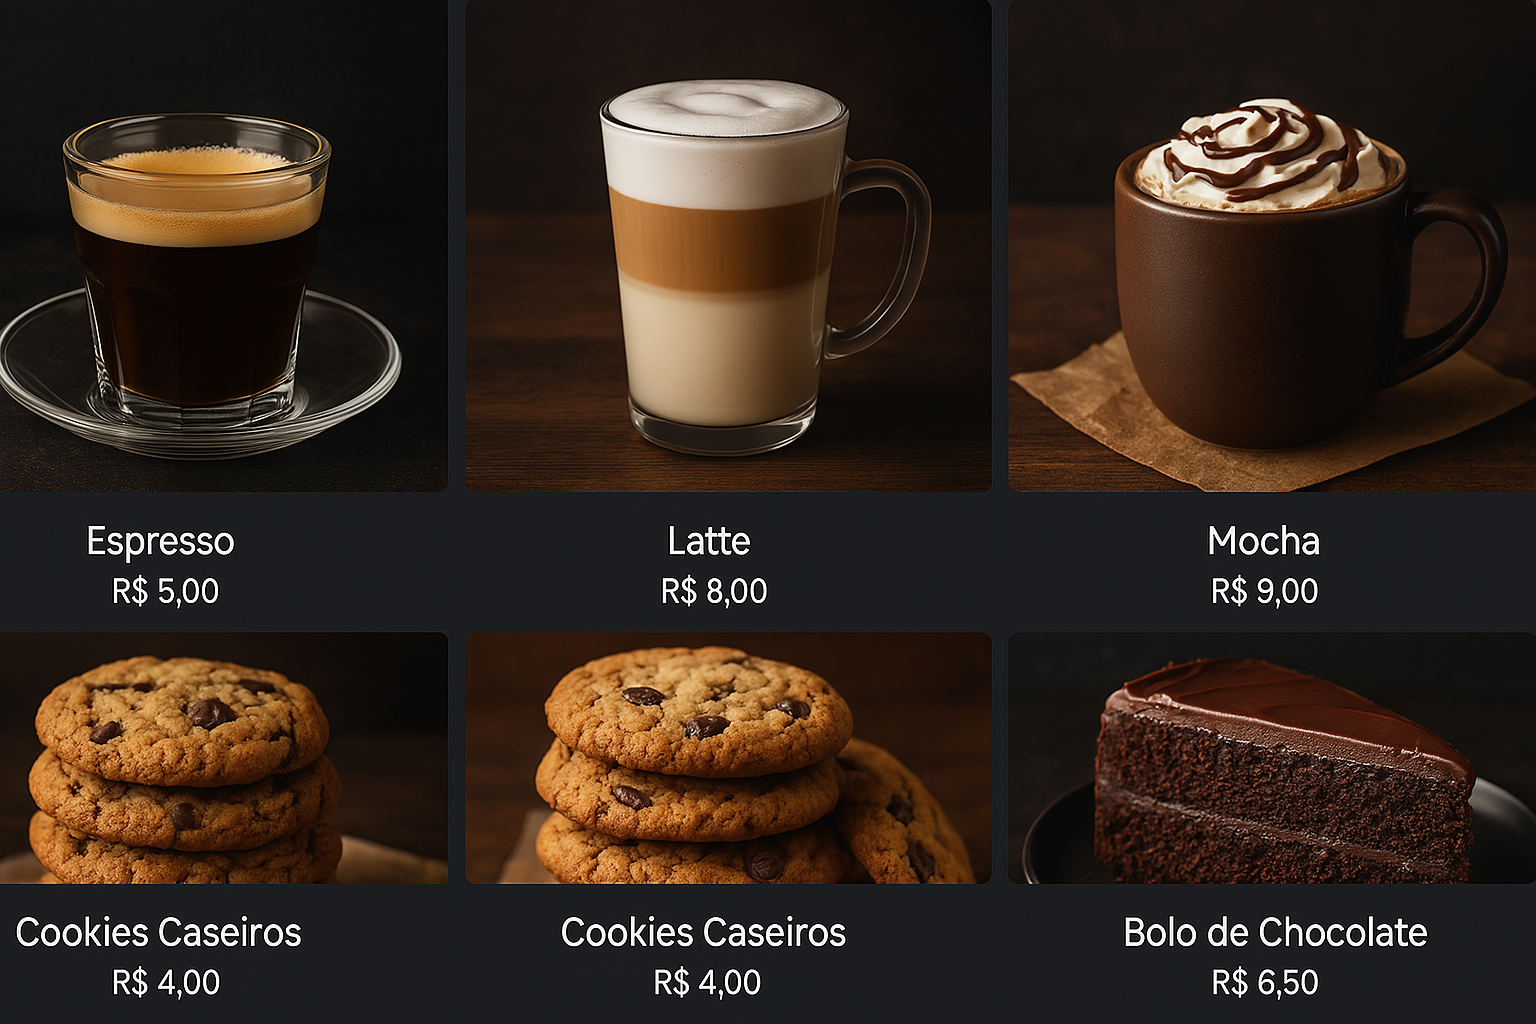 Espresso
R$ 5,00
Latte
R$ 8,00
Mocha
R$ 9,00
Cookies Caseiros
R$ 4,00
Cookies Caseiros
R$ 4,00
Bolo de Chocolate
R$ 6,50